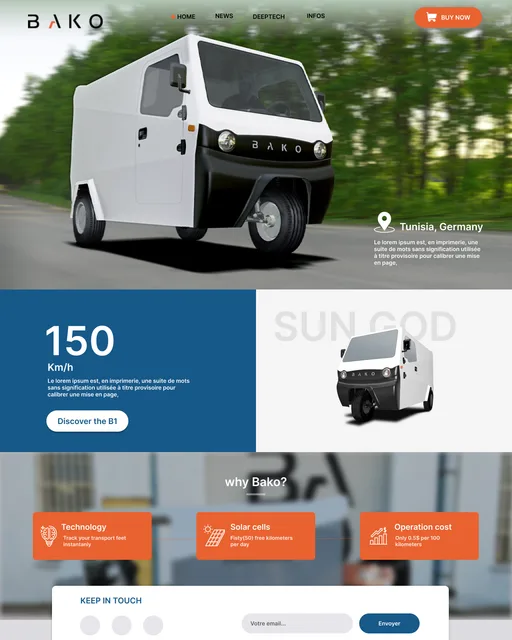 BAKO
HOME
NEWS
DEEPTECH
INFOS
BUY NOW
BAKO
Tunisia, Germany
Le lorem ipsum est, en imprimerie, une
suite de mots sans signification utilisée
à titre provisoire pour calibrer une mise
en page,
150
Km/h
Le lorem ipsum est, en imprimerie, une suite de mots
sans signification utilisée à titre provisoire pour
calibrer une mise en page,
Discover the B1
SUN GOD
BAKO
why Bako?
Technology
Track your transport feet
instantanly
Solar cells
Fiaty(50) free kilometers
per day
Operation cost
Only 0.5$ par 100
kilometers
KEEP IN TOUCH
Votre email...
Envoyer